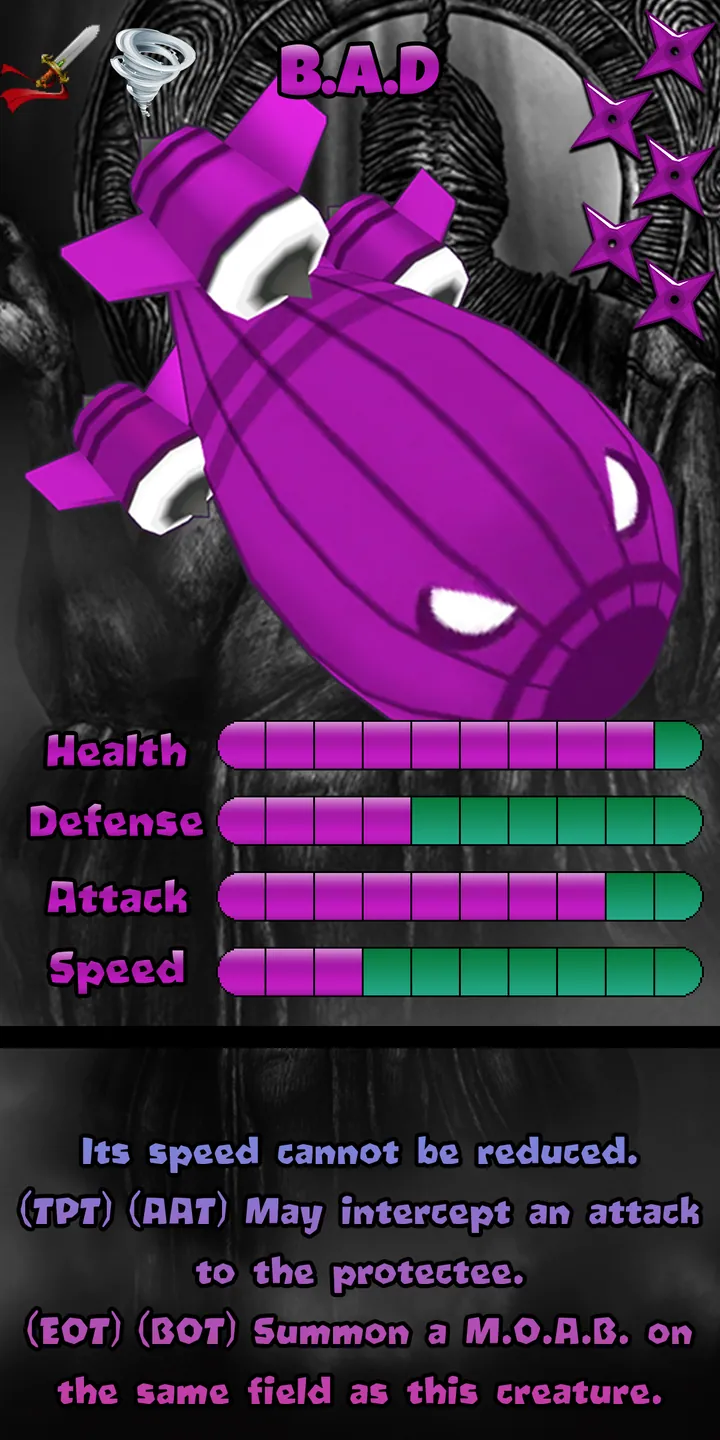 B.A.D
Health
Defense
Attack
Speed
Its speed cannot be reduced.
(TPT) (AAT) May intercept an attack
to the protectee.
(EOT) (BOT) Summon a M.O.A.B. on
the same field as this creature.